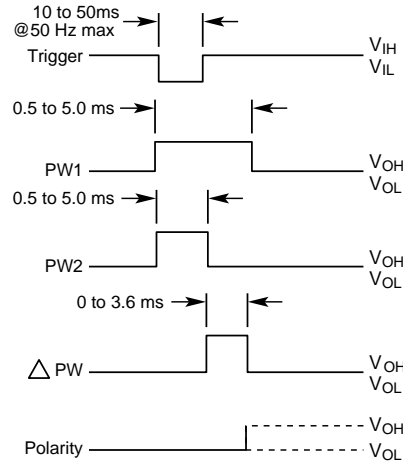 10 to 50ms
@50 Hz max
Trigger
VIH
VIL
0.5 to 5.0 ms
PW1
VOH
VOL
0.5 to 5.0 ms
PW2
VOH
VOL
0 to 3.6 ms
△ PW
VOH
VOL
Polarity
VOH
VOL